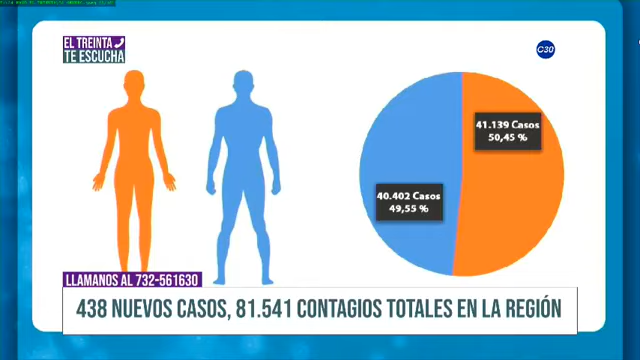 EL TREINTA
TE ESCUCHA
C30
41.139 Casos
50,45 %
40.402 Casos
49,55 %
LLAMANOS AL 732-561630
438 NUEVOS CASOS, 81.541 CONTAGIOS TOTALES EN LA REGIÓN